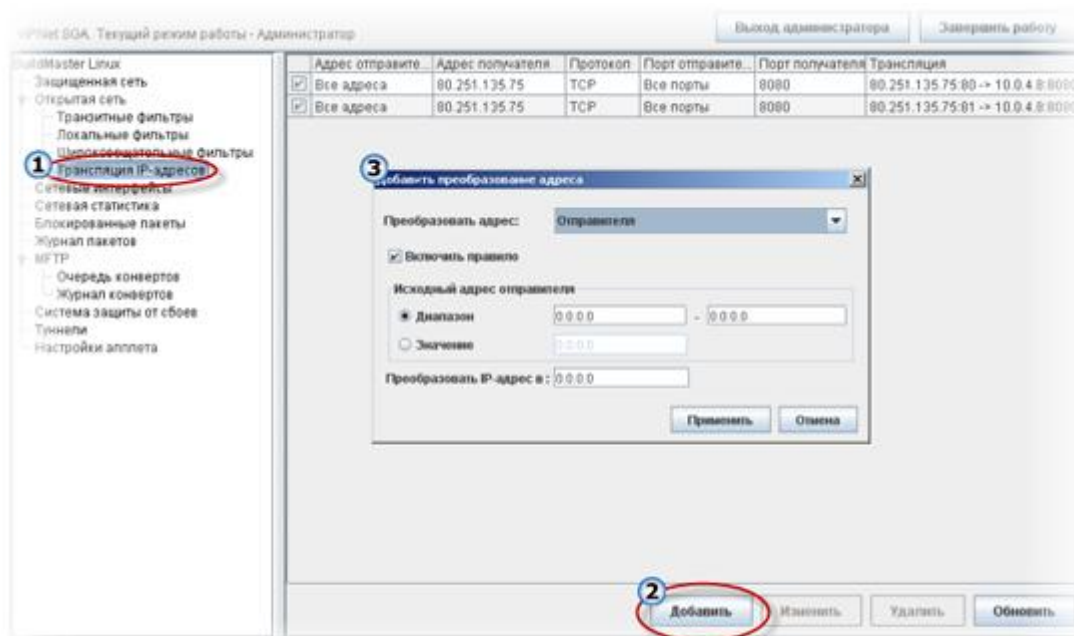 ViPNet SGA. Текущий режим работы - Администратор
Выход администратора
Завершить работу
BuildMaster Linux
Защищенная сеть
Открытая сеть
Транзитные фильтры
Локальные фильтры
Широковещательные фильтры
1
Трансляция IP-адресов
Сетевые интерфейсы
Сетевая статистика
Блокированные пакеты
Журнал пакетов
MFTP
Очередь конвертов
Журнал конвертов
Система защиты от сбоев
Туннели
Настройки апплета
Адрес отправите... Адрес получателя Протокол Порт отправите... Порт получателя Трансляция
Все адреса 80.251.135.75 TCP Все порты 8080 80.251.135.75:80 -> 10.0.4.8:8080
Все адреса 80.251.135.75 TCP Все порты 8080 80.251.135.75:81 -> 10.0.4.8:8080
3
Добавить преобразование адреса
Преобразовать адрес: Отправителя
Включить правило
Исходный адрес отправителя
Диапазон 0.0.0.0 - 0.0.0.0
Значение 0.0.0.0
Преобразовать IP-адрес в : 0.0.0.0
Применить Отмена
2
Добавить Изменить Удалить Обновить